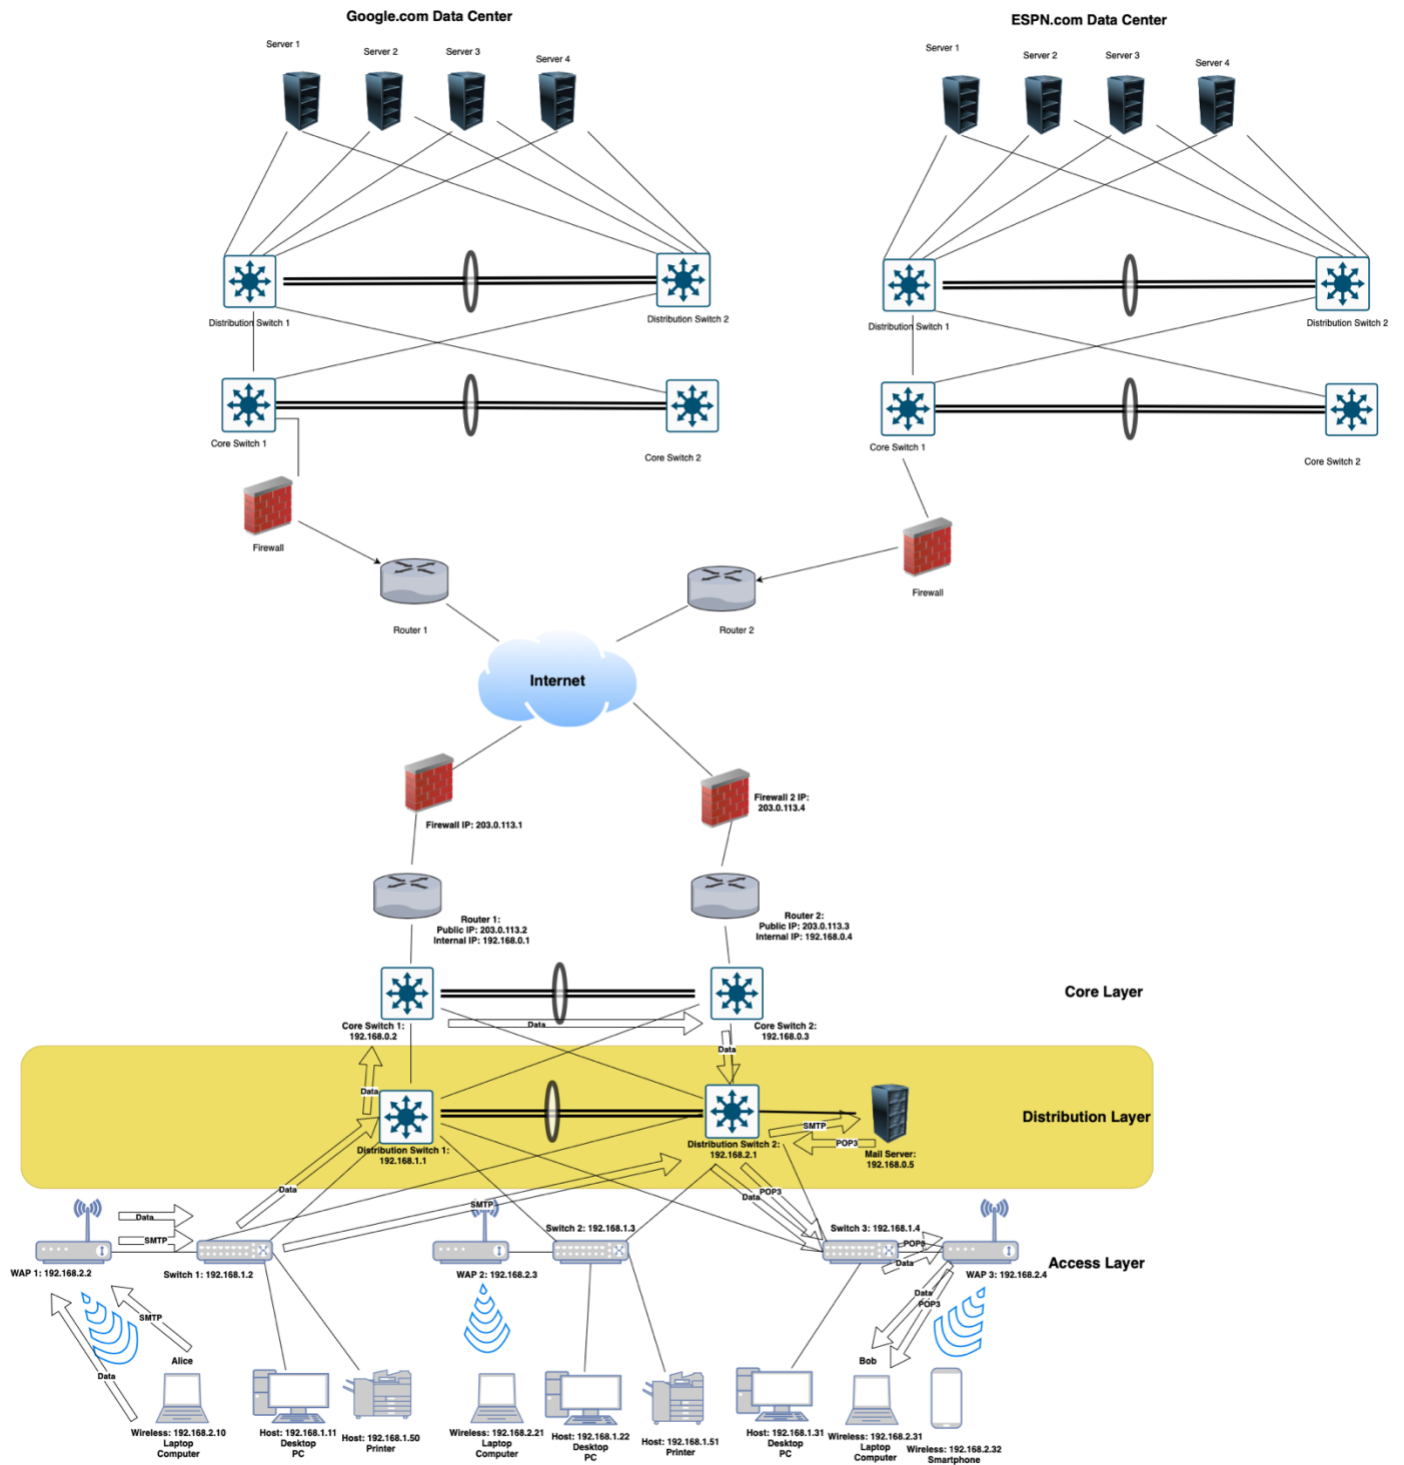 Google.com Data Center
ESPN.com Data Center
Server 1
Server 2
Server 3
Server 4
Server 1
Server 2
Server 3
Server 4
Distribution Switch 1
Distribution Switch 2
Distribution Switch 1
Distribution Switch 2
Core Switch 1
Core Switch 2
Core Switch 1
Core Switch 2
Firewall
Firewall
Router 1
Router 2
Internet
Firewall IP: 203.0.113.1
Firewall 2 IP:
203.0.113.4
Router 1:
Public IP: 203.0.113.2
Internal IP: 192.168.0.1
Router 2:
Public IP: 203.0.113.3
Internal IP: 192.168.0.4
Core Layer
Core Switch 1:
192.168.0.2
Data
Core Switch 2:
192.168.0.3
Data
Data
Distribution Layer
Distribution Switch 1:
192.168.1.1
Distribution Switch 2:
192.168.2.1
SMTP
POP3
Mail Server:
192.168.0.5
Data
SMTP
POP3
Data
Data
SMTP
WAP 1: 192.168.2.2
Switch 1: 192.168.1.2
WAP 2: 192.168.2.3
Switch 2: 192.168.1.3
Switch 3: 192.168.1.4
POP3
Data
WAP 3: 192.168.2.4
Access Layer
Data
POP3
SMTP
Data
Alice
Bob
Wireless: 192.168.2.10
Laptop
Computer
Host: 192.168.1.11
Desktop
PC
Host: 192.168.1.50
Printer
Wireless: 192.168.2.21
Laptop
Computer
Host: 192.168.1.22
Desktop
PC
Host: 192.168.1.51
Printer
Host: 192.168.1.31
Desktop
PC
Wireless: 192.168.2.31
Laptop
Computer
Wireless: 192.168.2.32
Smartphone